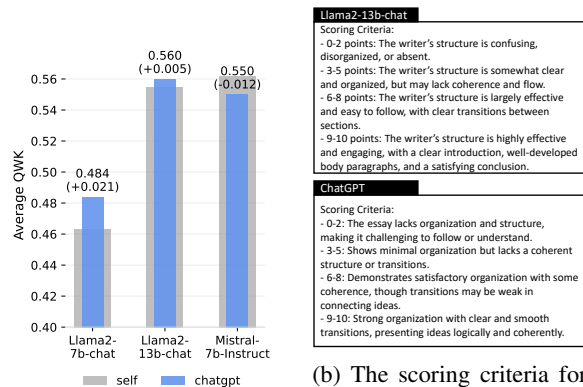 0.560
(+0.005)
0.550
(-0.012)
0.484
(+0.021)
Average QWK
0.56
0.54
0.52
0.50
0.48
0.46
0.44
0.42
0.40
Llama2-
7b-chat
Llama2-
13b-chat
Mistral-
7b-Instruct
self
chatgpt
Llama2-13b-chat
Scoring Criteria:
- 0-2 points: The writer's structure is confusing,
disorganized, or absent.
- 3-5 points: The writer's structure is somewhat clear
and organized, but may lack coherence and flow.
- 6-8 points: The writer's structure is largely effective
and easy to follow, with clear transitions between
sections.
- 9-10 points: The writer's structure is highly effective
and engaging, with a clear introduction, well-developed
body paragraphs, and a satisfying conclusion.
ChatGPT
Scoring Criteria:
- 0-2: The essay lacks organization and structure,
making it challenging to follow or understand.
- 3-5: Shows minimal organization but lacks a coherent
structure or transitions.
- 6-8: Demonstrates satisfactory organization with some
coherence, though transitions may be weak in
connecting ideas.
- 9-10: Strong organization with clear and smooth
transitions, presenting ideas logically and coherently.
(b) The scoring criteria for